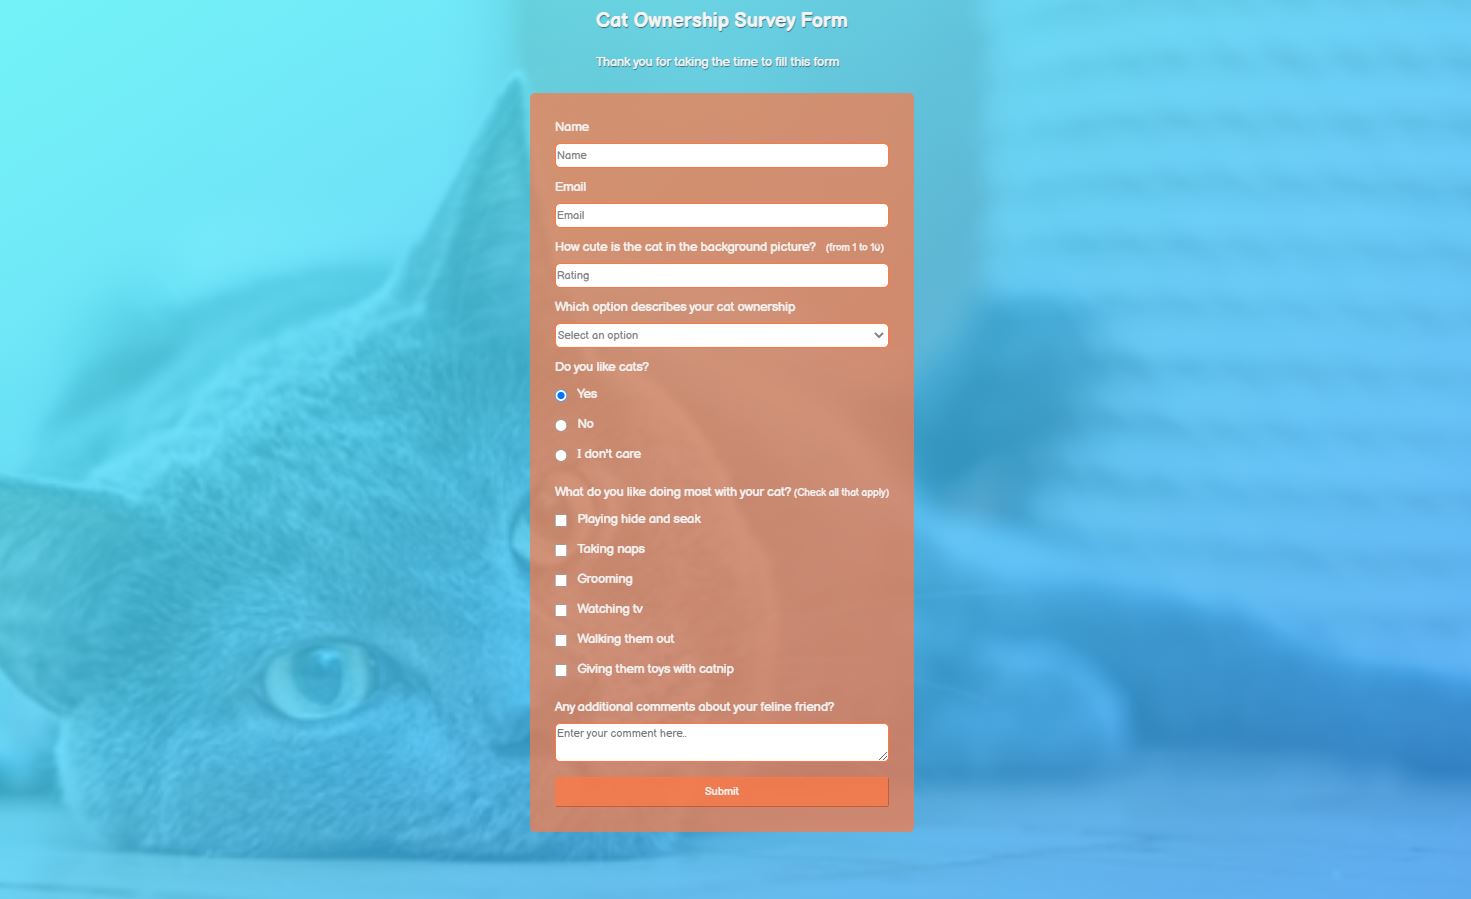 Cat Ownership Survey Form
Thank you for taking the time to fill this form
Name
Name
Email
Email
How cute is the cat in the background picture? (from 1 to 10)
Rating
Which option describes your cat ownership
Select an option
Do you like cats?
Yes
No
I don't care
What do you like doing most with your cat? (Check all that apply)
Playing hide and seak
Taking naps
Grooming
Watching tv
Walking them out
Giving them toys with catnip
Any additional comments about your feline friend?
Enter your comment here..
Submit